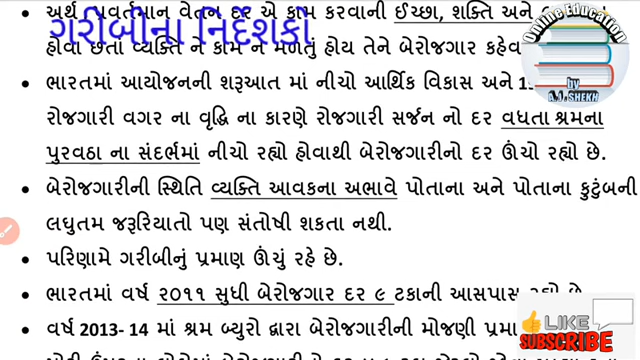 અર્થ પ્રવર્તમાન વેતન દર એ કામ કરવાની ઈચ્છા, શક્તિ અને
ગરીબીના નિર્દેશકો
હોવા છતાં વ્યક્તિ ને કામ ન મળતું હોય તેને બેરોજગાર કહેવ
Online Education
by
A.I. SHEKH
ભારતમાં આયોજનની શરૂઆત માં નીચો આર્થિક વિકાસ અને
રોજગારી વગર ના વૃદ્ધિ ના કારણે રોજગારી સર્જન નો દર વધતા શ્રમના
પુરવઠા ના સંદર્ભમાં નીચો રહ્યો હોવાથી બેરોજગારીનો દર ઊંચો રહ્યો છે.
બેરોજગારીની સ્થિતિ વ્યક્તિ આવકના અભાવે પોતાના અને પોતાના કુટુંબની
લઘુતમ જરૂરિયાતો પણ સંતોષી શકતા નથી.
પરિણામે ગરીબીનું પ્રમાણ ઊંચું રહે છે.
ભારતમાં વર્ષ ૨૦૧૧ સુધી બેરોજગાર દર ૯ ટકાની આસપાસ રહ્યો છે
LIKE
SUBSCRIBE
વર્ષ 2013- 14 માં શ્રમ બ્યુરો દ્વારા બેરોજગારીની મોજણી પ્રમા